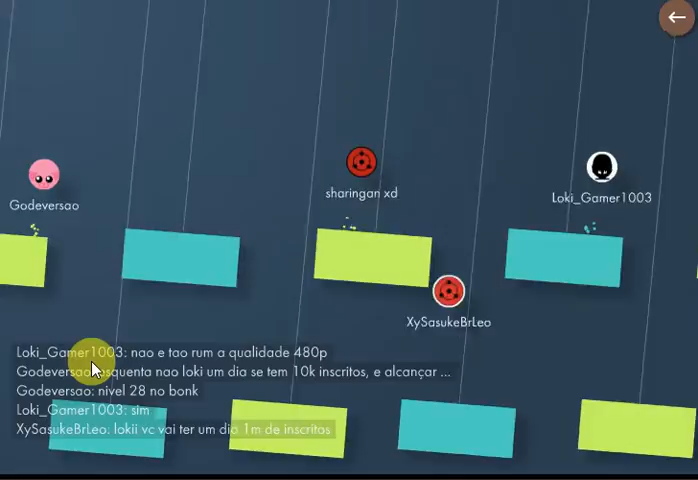 Godeversao
sharingan xd
Loki_Gamer1003
XySasukeBrLeo
Loki_Gamer1003: nao e tao rum a qualidade 480p
Godeversao: esquenta nao loki um dia se tem 10k inscritos, e alcançar ...
Godeversao: nivel 28 no bonk
Loki_Gamer1003: sim
XySasukeBrLeo: lokii vc vai ter um dia 1m de inscritos